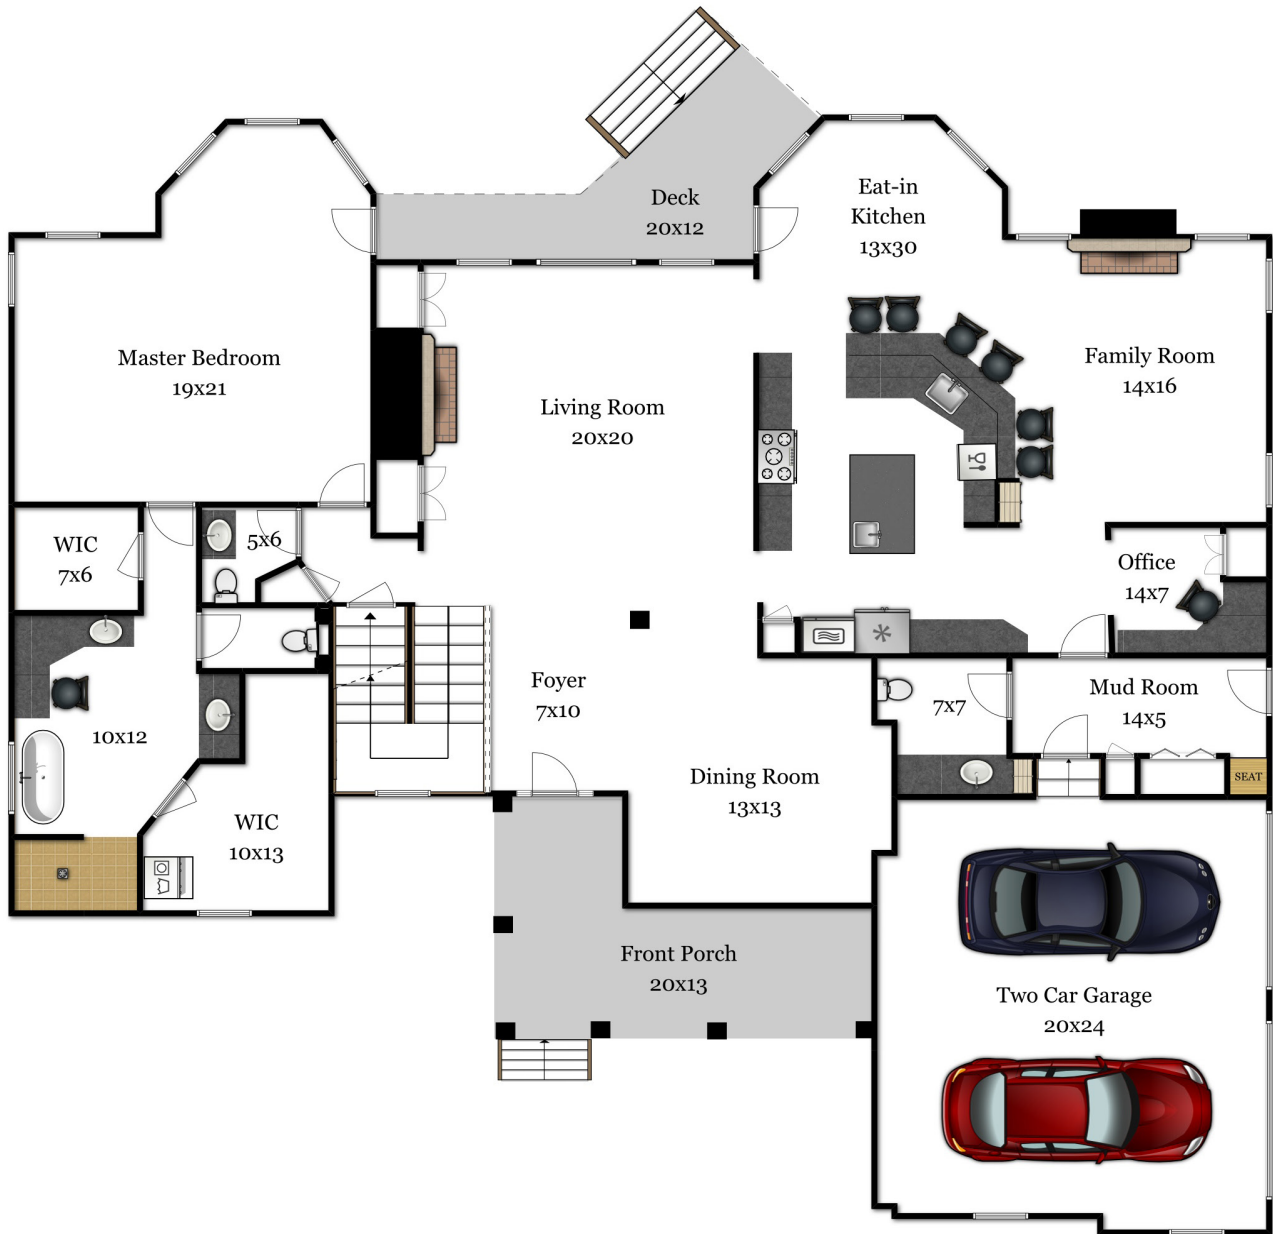 Deck
20x12
Eat-in
Kitchen
13x30
Master Bedroom
19x21
Living Room
20x20
Family Room
14x16
WIC
7x6
5x6
Office
14x7
Foyer
7x10
Mud Room
14x5
7x7
10x12
Dining Room
13x13
SEAT
WIC
10x13
Front Porch
20x13
Two Car Garage
20x24